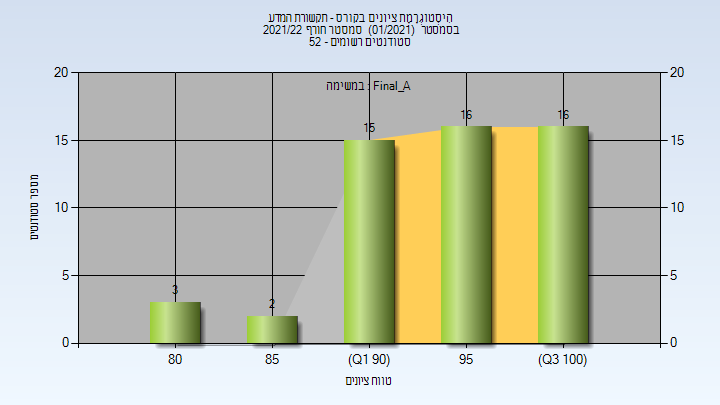 הִיסְטוֹגְרָמַת ציונים בקורס - תקשורת המדע
בסמסטר (01/2021) סמסטר חורף 2021/22
סטודנטים רשומים - 52
במשימה : Final_A
20 20
15 15
10 10
5 5
0 0
3
2
15
16
16
80 85 (Q1 90) 95 (Q3 100)
מספר סטודנטים
טווח ציונים